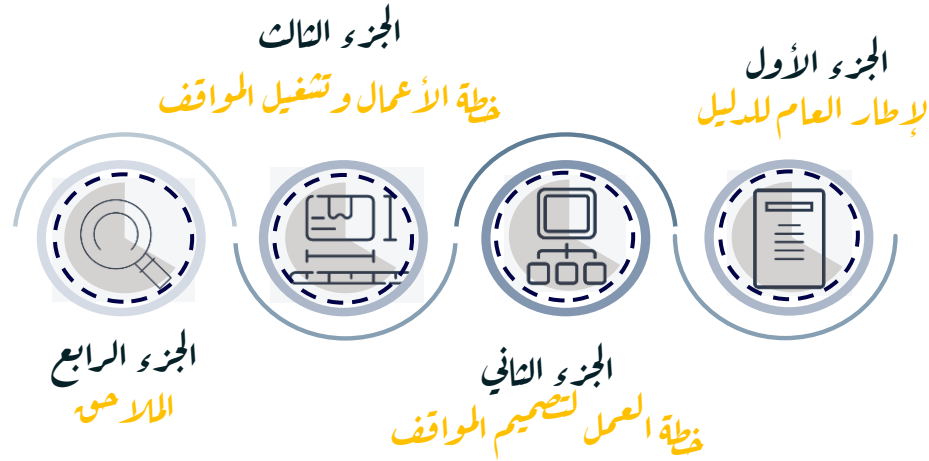 الجزء الأول
لإطار العام للدليل
الجزء الثاني
خطة العمل لتصميم المواقف
الجزء الثالث
خطة الأعمال وتشغيل المواقف
الجزء الرابع
الملاحق